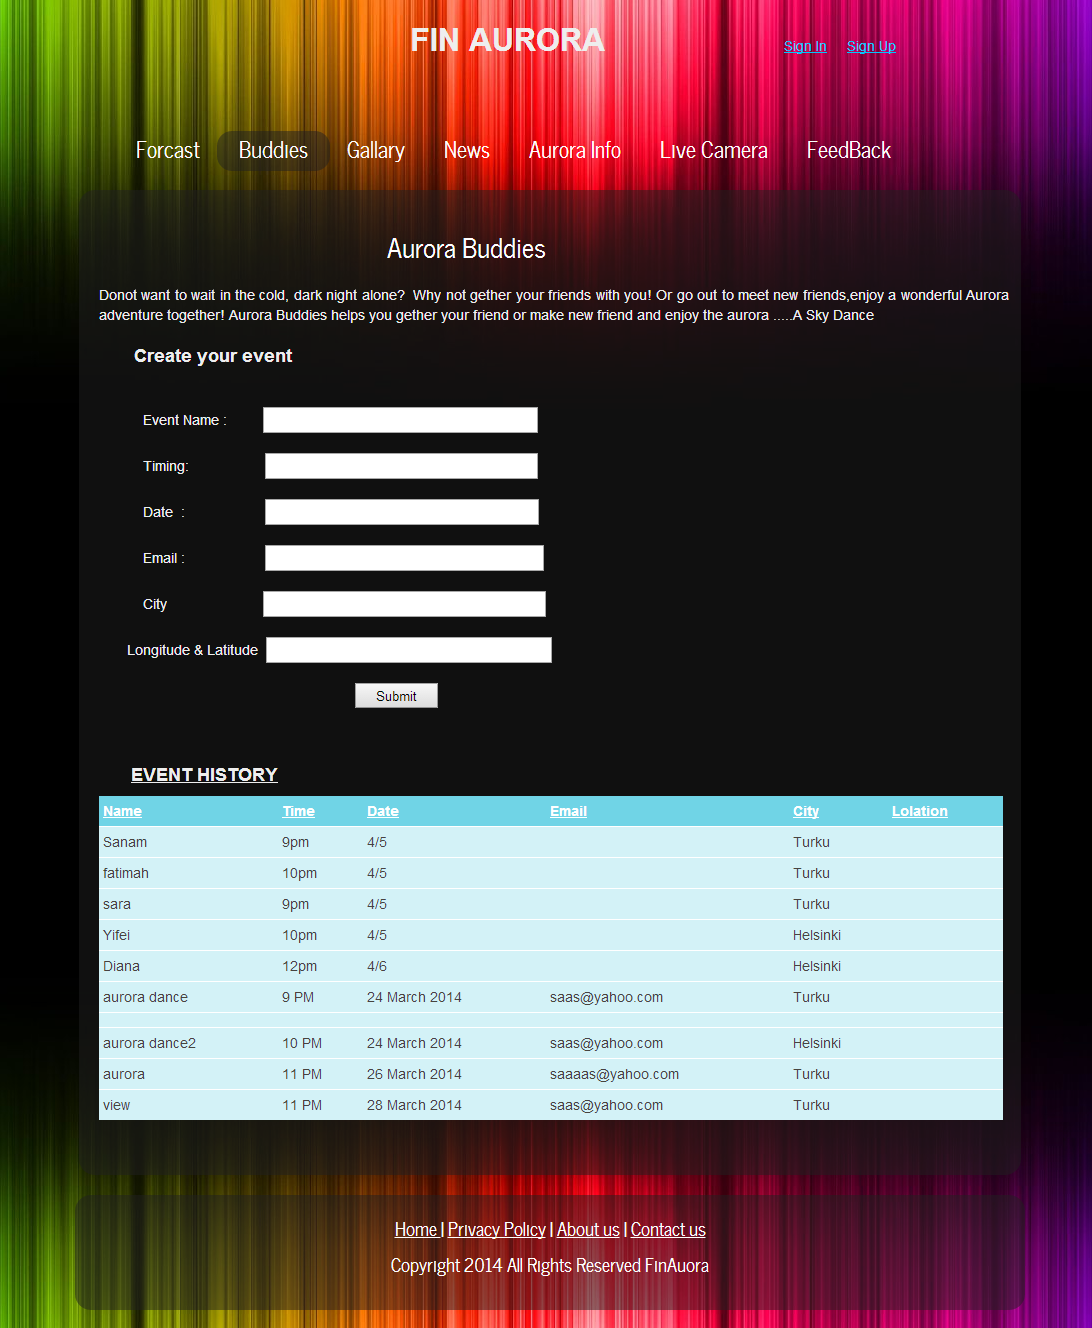 FIN AURORA
Sign In Sign Up
Forcast Buddies Gallary News Aurora Info Live Camera FeedBack
Aurora Buddies
Donot want to wait in the cold, dark night alone? Why not gether your friends with you! Or go out to meet new friends,enjoy a wonderful Aurora
adventure together! Aurora Buddies helps you gether your friend or make new friend and enjoy the aurora .....A Sky Dance
Create your event
Event Name :
Timing:
Date :
Email :
City
Longitude & Latitude
Submit
EVENT HISTORY
Name Time Date Email City Lolation
Sanam 9pm 4/5 Turku
fatimah 10pm 4/5 Turku
sara 9pm 4/5 Turku
Yifei 10pm 4/5 Helsinki
Diana 12pm 4/6 Helsinki
aurora dance 9 PM 24 March 2014 saas@yahoo.com Turku
aurora dance2 10 PM 24 March 2014 saas@yahoo.com Helsinki
aurora 11 PM 26 March 2014 saaaas@yahoo.com Turku
view 11 PM 28 March 2014 saas@yahoo.com Turku
Home | Privacy Policy | About us | Contact us
Copyright 2014 All Rights Reserved FinAuora